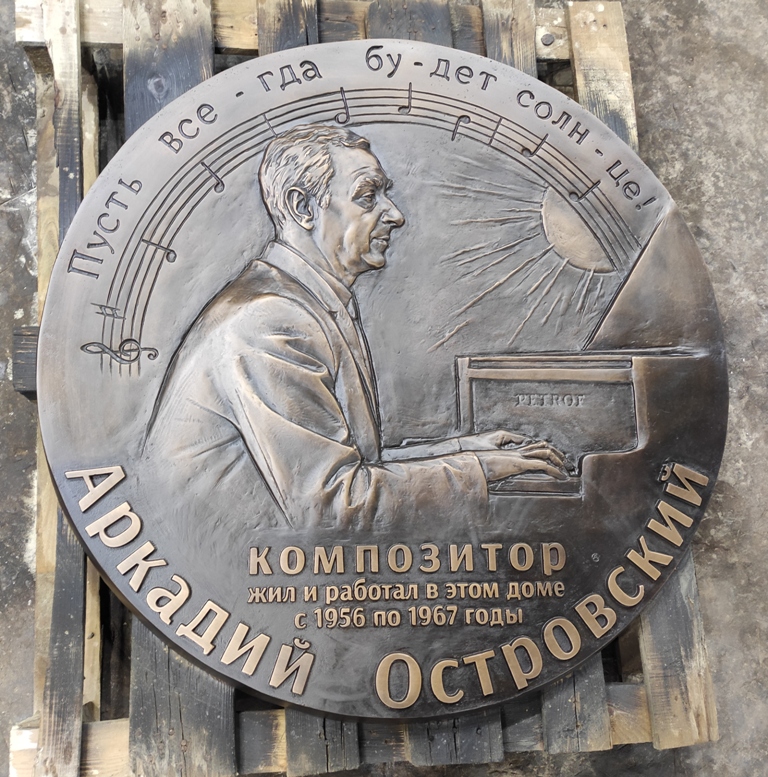 Пусть все-гда бу-дет солн-це!
PETROF
КОМПОЗИТОР
жил и работал в этом доме
с 1956 по 1967 годы
Аркадий Островский